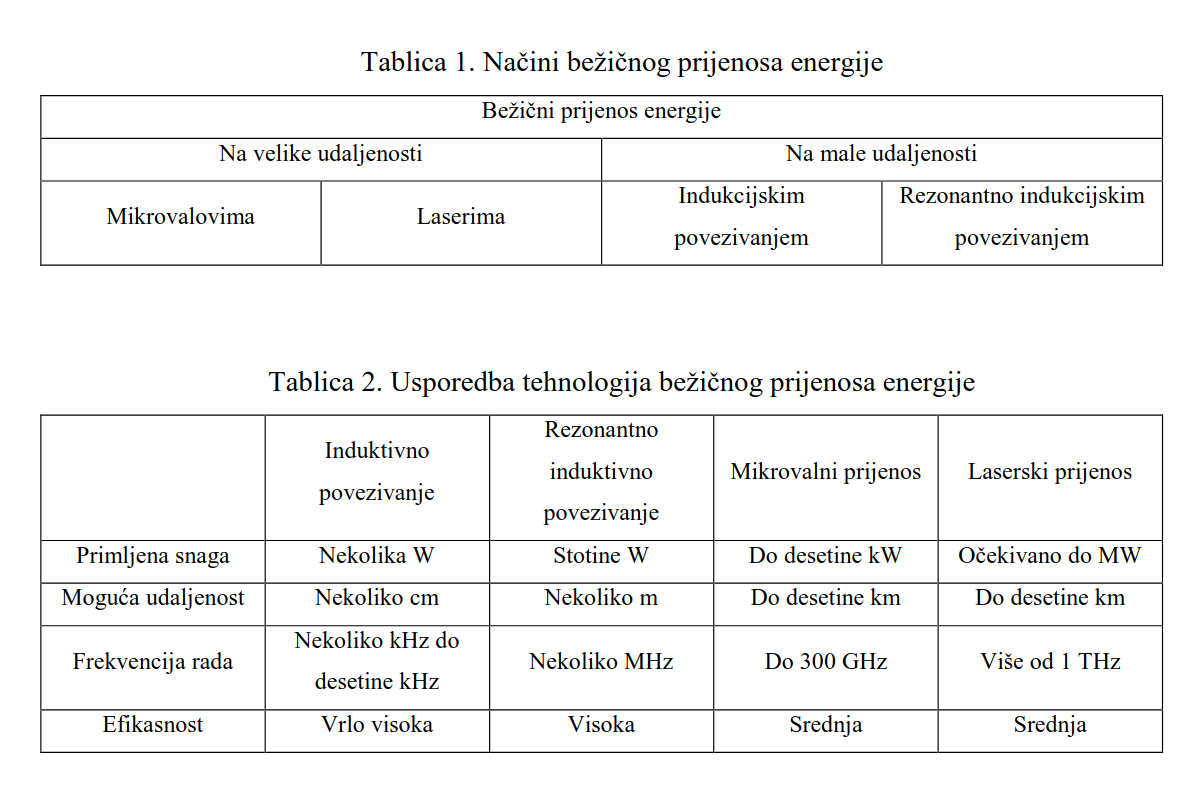 Tablica 1. Načini bežičnog prijenosa energije
Bežični prijenos energije
Na velike udaljenosti
Na male udaljenosti
Mikrovalovima
Laserima
Indukcijskim
povezivanjem
Rezonantno indukcijskim
povezivanjem
Tablica 2. Usporedba tehnologija bežičnog prijenosa energije
Induktivno
povezivanje
Rezonantno
induktivno
povezivanje
Mikrovalni prijenos
Laserski prijenos
Primljena snaga
Nekolika W
Stotine W
Do desetine kW
Očekivano do MW
Moguća udaljenost
Nekoliko cm
Nekoliko m
Do desetine km
Do desetine km
Frekvencija rada
Nekoliko kHz do
desetine kHz
Nekoliko MHz
Do 300 GHz
Više od 1 THz
Efikasnost
Vrlo visoka
Visoka
Srednja
Srednja